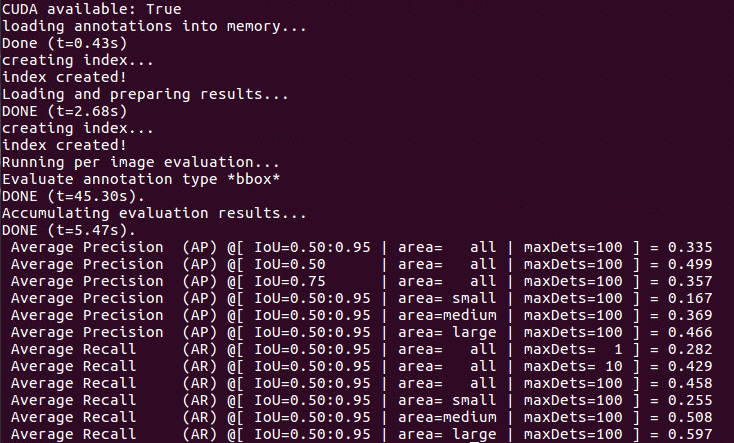 CUDA available: True
loading annotations into memory...
Done (t=0.43s)
creating index...
index created!
Loading and preparing results...
DONE (t=2.68s)
creating index...
index created!
Running per image evaluation...
Evaluate annotation type *bbox*
DONE (t=45.30s).
Accumulating evaluation results...
DONE (t=5.47s).
 Average Precision  (AP) @[ IoU=0.50:0.95 | area=   all | maxDets=100 ] = 0.335
 Average Precision  (AP) @[ IoU=0.50      | area=   all | maxDets=100 ] = 0.499
 Average Precision  (AP) @[ IoU=0.75      | area=   all | maxDets=100 ] = 0.357
 Average Precision  (AP) @[ IoU=0.50:0.95 | area= small | maxDets=100 ] = 0.167
 Average Precision  (AP) @[ IoU=0.50:0.95 | area=medium | maxDets=100 ] = 0.369
 Average Precision  (AP) @[ IoU=0.50:0.95 | area= large | maxDets=100 ] = 0.466
 Average Recall     (AR) @[ IoU=0.50:0.95 | area=   all | maxDets=  1 ] = 0.282
 Average Recall     (AR) @[ IoU=0.50:0.95 | area=   all | maxDets= 10 ] = 0.429
 Average Recall     (AR) @[ IoU=0.50:0.95 | area=   all | maxDets=100 ] = 0.458
 Average Recall     (AR) @[ IoU=0.50:0.95 | area= small | maxDets=100 ] = 0.255
 Average Recall     (AR) @[ IoU=0.50:0.95 | area=medium | maxDets=100 ] = 0.508
 Average Recall     (AR) @[ IoU=0.50:0.95 | area= large | maxDets=100 ] = 0.597